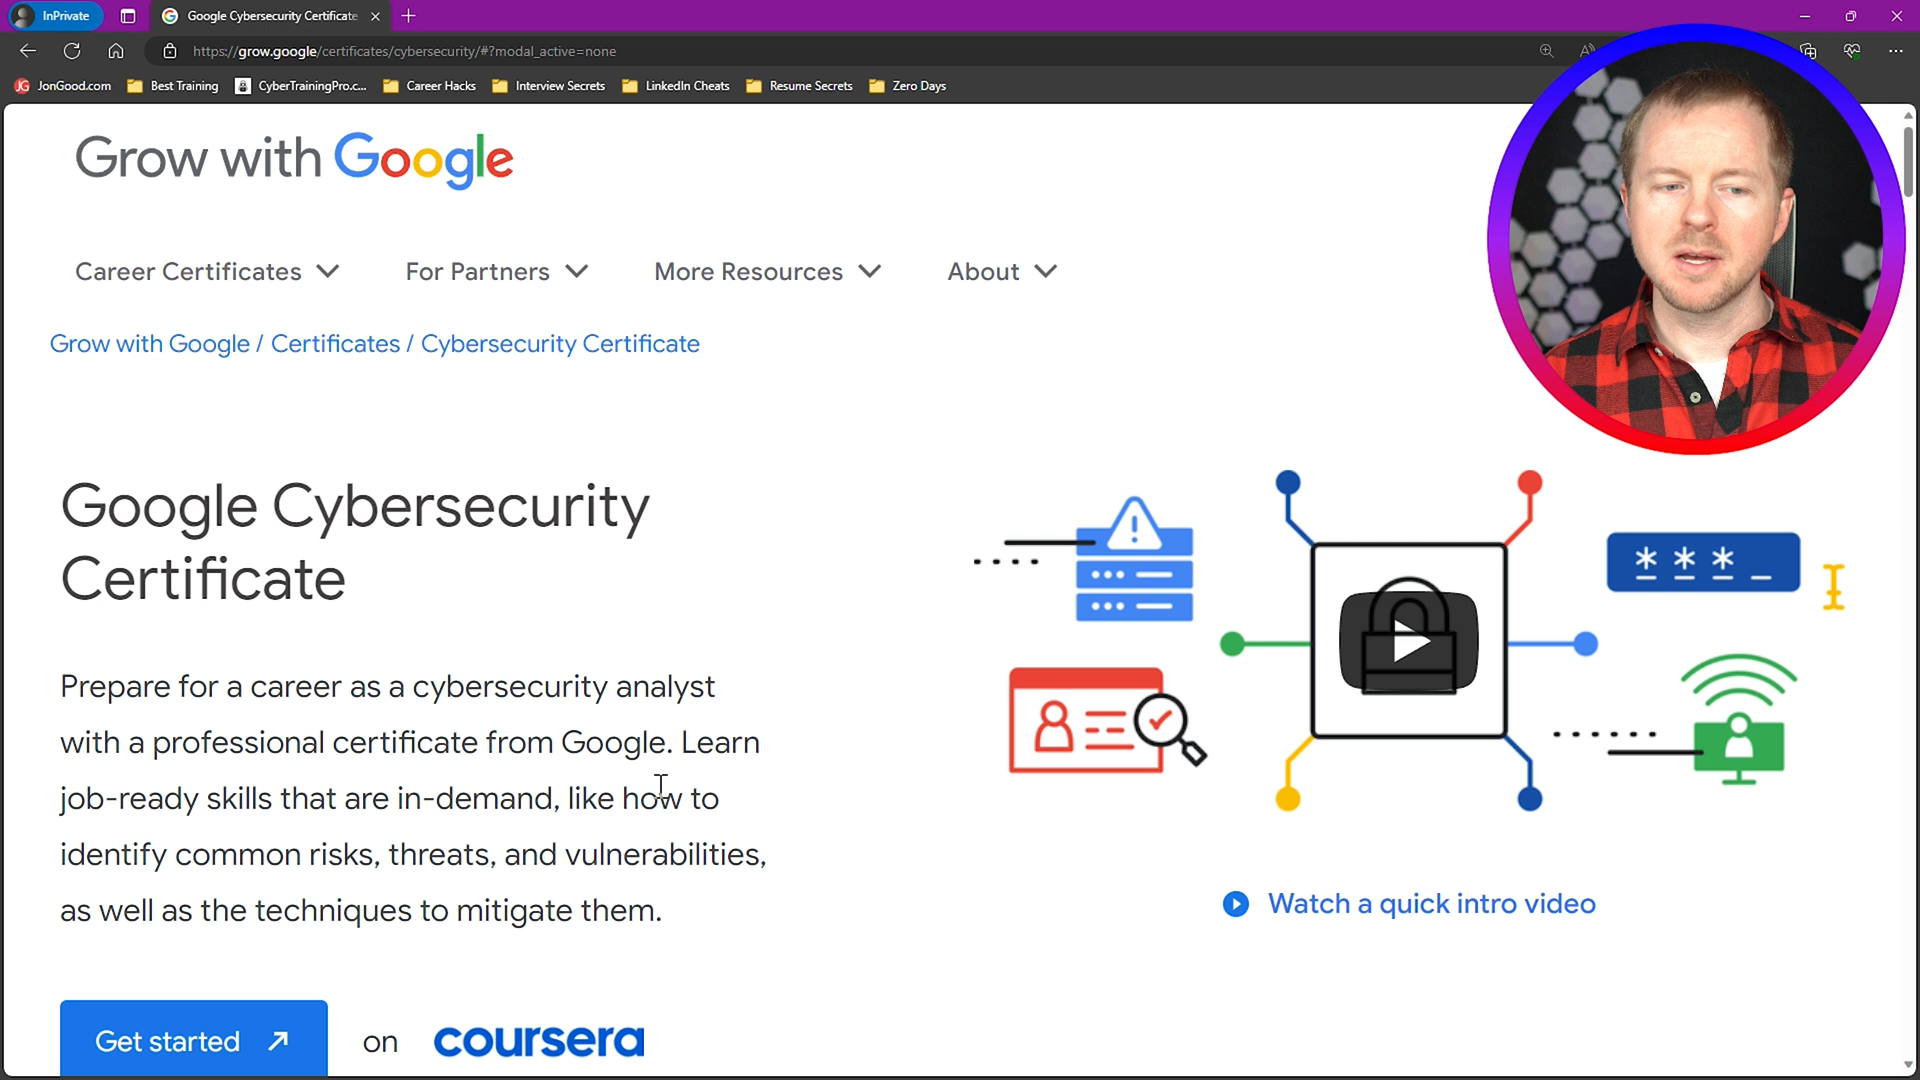 InPrivate
Google Cybersecurity Certificate
https://grow.google/certificates/cybersecurity/#?modal_active=none
JG JonGood.com
Best Training
CyberTrainingPro.c...
Career Hacks
Interview Secrets
LinkedIn Cheats
Resume Secrets
Zero Days
Grow with Google
Career Certificates
For Partners
More Resources
About
Grow with Google / Certificates / Cybersecurity Certificate
Google Cybersecurity
Certificate
Prepare for a career as a cybersecurity analyst
with a professional certificate from Google. Learn
job-ready skills that are in-demand, like how to
identify common risks, threats, and vulnerabilities,
as well as the techniques to mitigate them.
* * * _
Watch a quick intro video
Get started
on
coursera